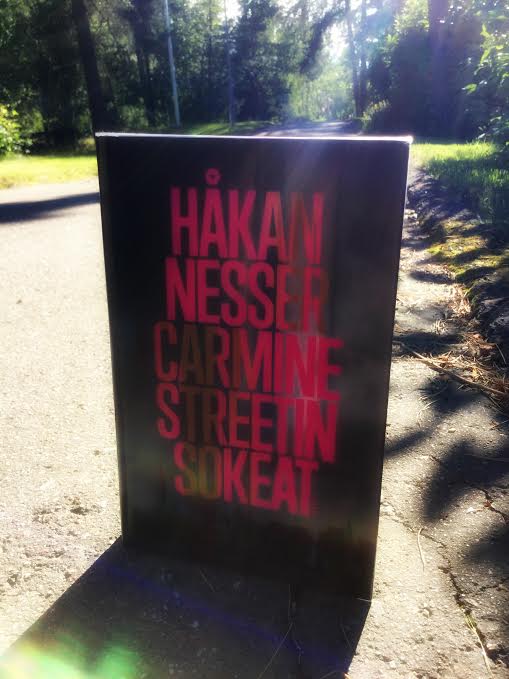 HÅKAN
NESSER
CARMINE
STREETIN
SOKEAT